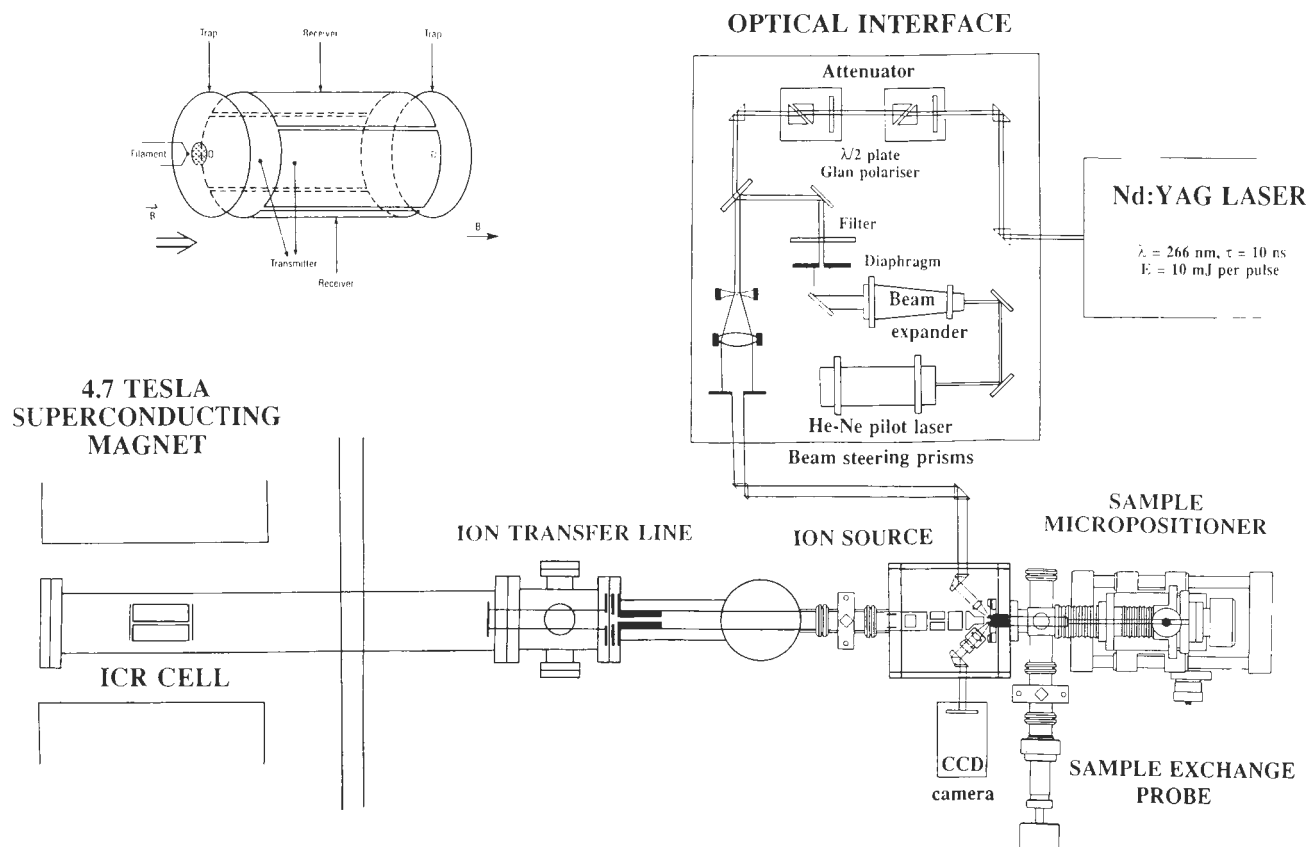 Trap
Receiver
Trap
Filament
B
B
Transmitter
Receiver
OPTICAL INTERFACE
Attenuator
λ/2 plate
Glan polariser
Filter
Diaphragm
Beam
expander
He-Ne pilot laser
Beam steering prisms
Nd:YAG LASER
λ = 266 nm, τ = 10 ns
E = 10 mJ per pulse
4.7 TESLA
SUPERCONDUCTING
MAGNET
ICR CELL
ION TRANSFER LINE
ION SOURCE
SAMPLE
MICROPOSITIONER
CCD
camera
SAMPLE EXCHANGE
PROBE